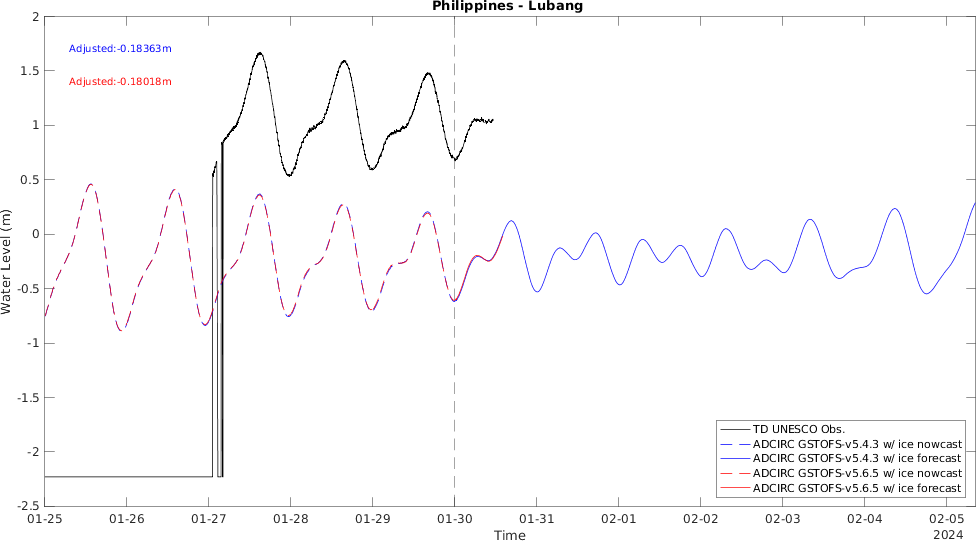 Philippines - Lubang
2
1.5
1
0.5
0
-0.5
-1
-1.5
-2
-2.5
Water Level (m)
Adjusted:-0.18363m
Adjusted:-0.18018m
TD UNESCO Obs.
ADCIRC GSTOFS-v5.4.3 w/ ice nowcast
ADCIRC GSTOFS-v5.4.3 w/ ice forecast
ADCIRC GSTOFS-v5.6.5 w/ ice nowcast
ADCIRC GSTOFS-v5.6.5 w/ ice forecast
01-25 01-26 01-27 01-28 01-29 01-30 01-31 02-01 02-02 02-03 02-04 02-05
Time
2024